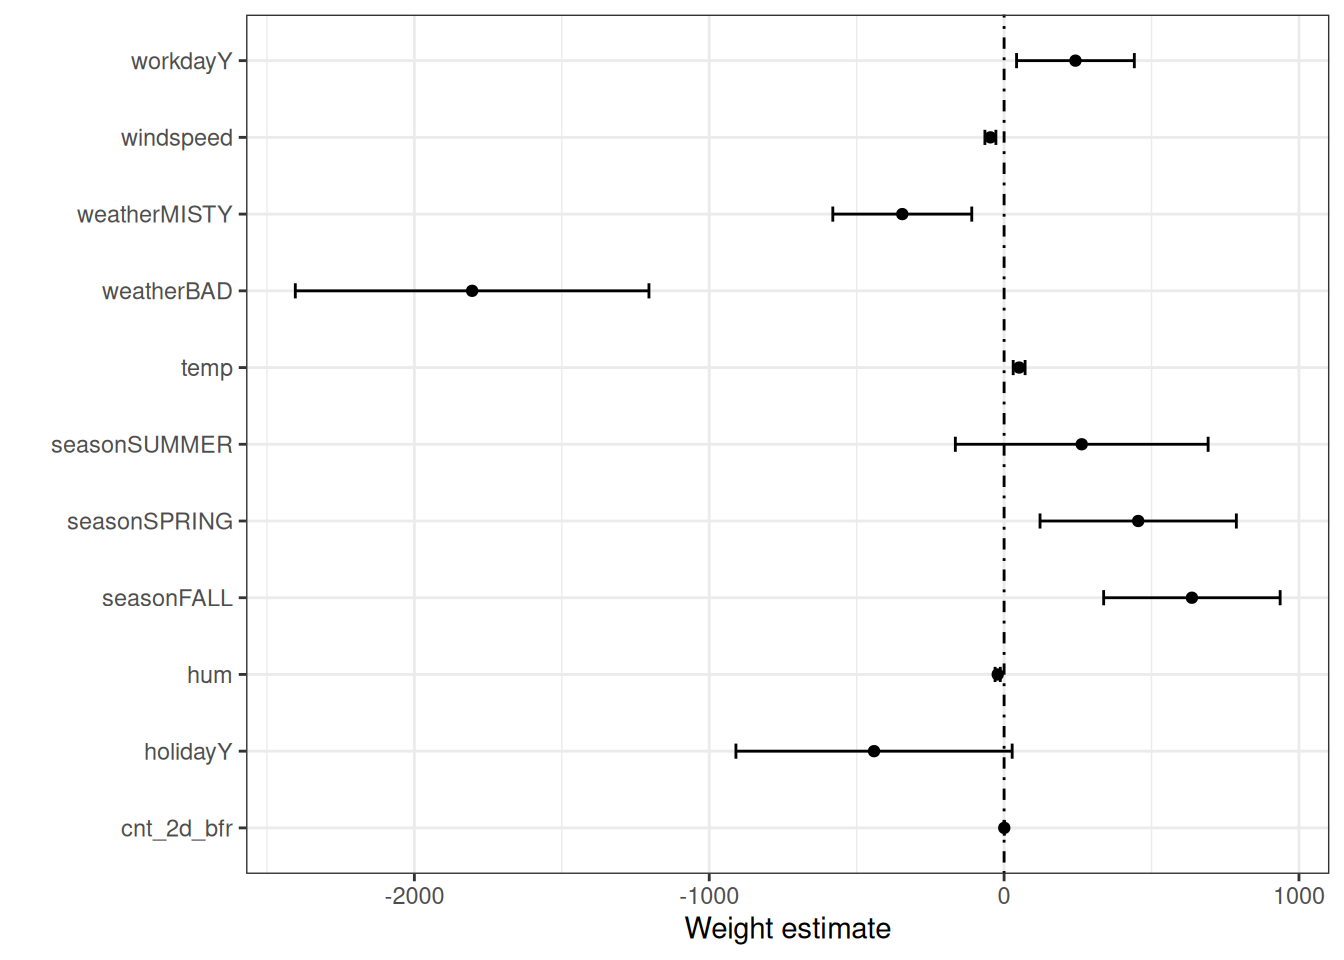 workdayY
windspeed
weatherMISTY
weatherBAD
temp
seasonSUMMER
seasonSPRING
seasonFALL
hum
holidayY
cnt_2d_bfr
-2000 -1000 0 1000
Weight estimate